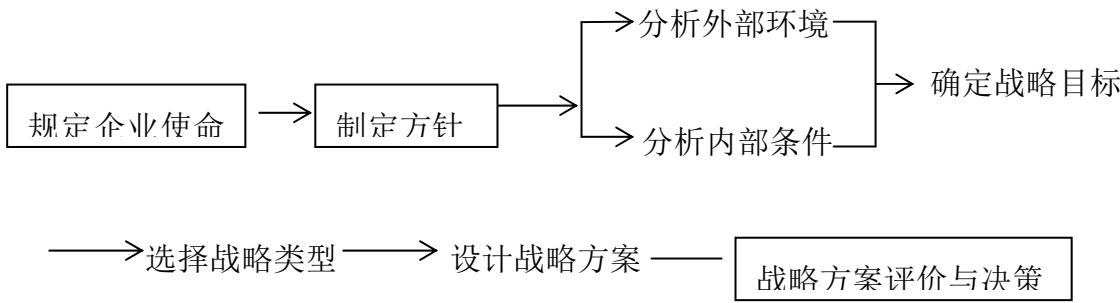 分析外部环境
规定企业使命
制定方针
确定战略目标
分析内部条件
选择战略类型
设计战略方案
战略方案评价与决策